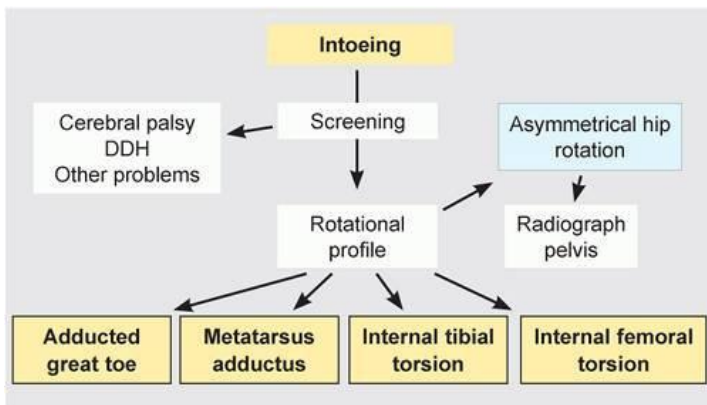 Intoeing
Cerebral palsy
DDH
Other problems
Screening
Asymmetrical hip
rotation
Rotational
profile
Radiograph
pelvis
Adducted
great toe
Metatarsus
adductus
Internal tibial
torsion
Internal femoral
torsion